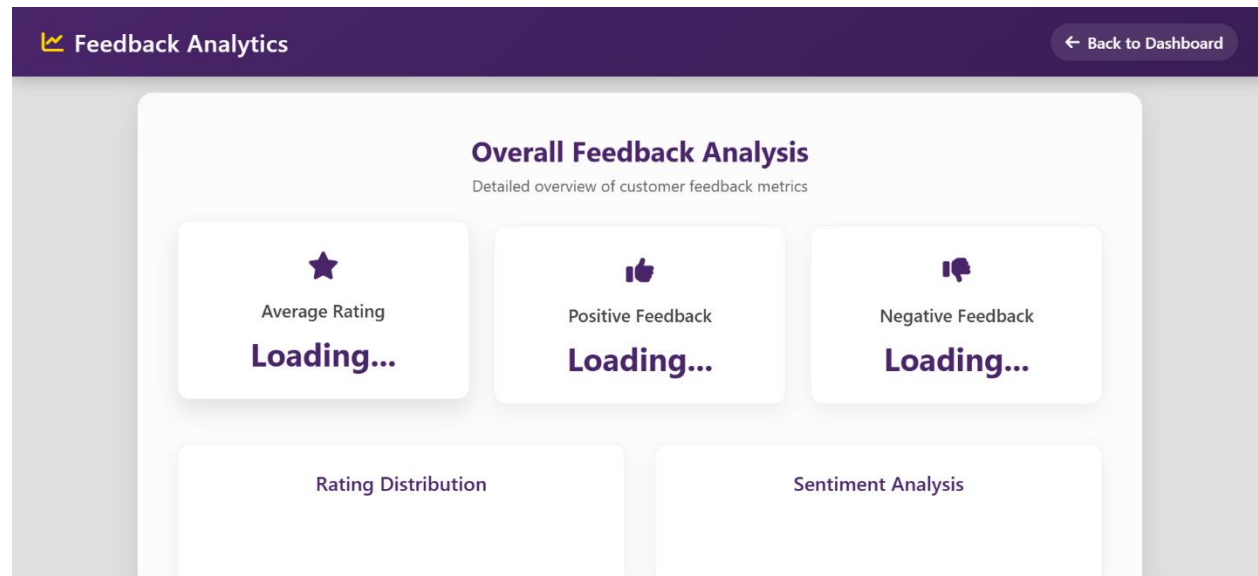 Feedback Analytics
Back to Dashboard
Overall Feedback Analysis
Detailed overview of customer feedback metrics
Average Rating
Loading...
Positive Feedback
Loading...
Negative Feedback
Loading...
Rating Distribution
Sentiment Analysis